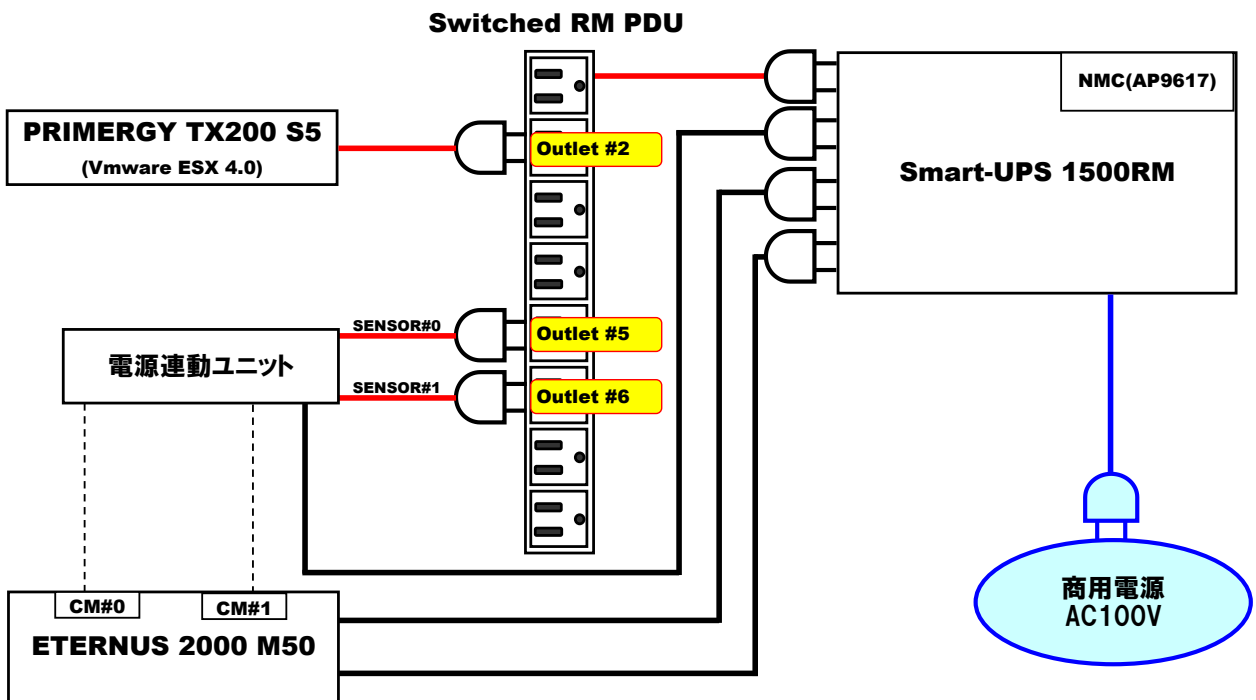 Switched RM PDU
NMC(AP9617)
PRIMERGY TX200 S5
(Vmware ESX 4.0)
Outlet #2
Smart-UPS 1500RM
SENSOR#0
Outlet #5
電源連動ユニット
SENSOR#1
Outlet #6
CM#0
CM#1
ETERNUS 2000 M50
商用電源
AC100V